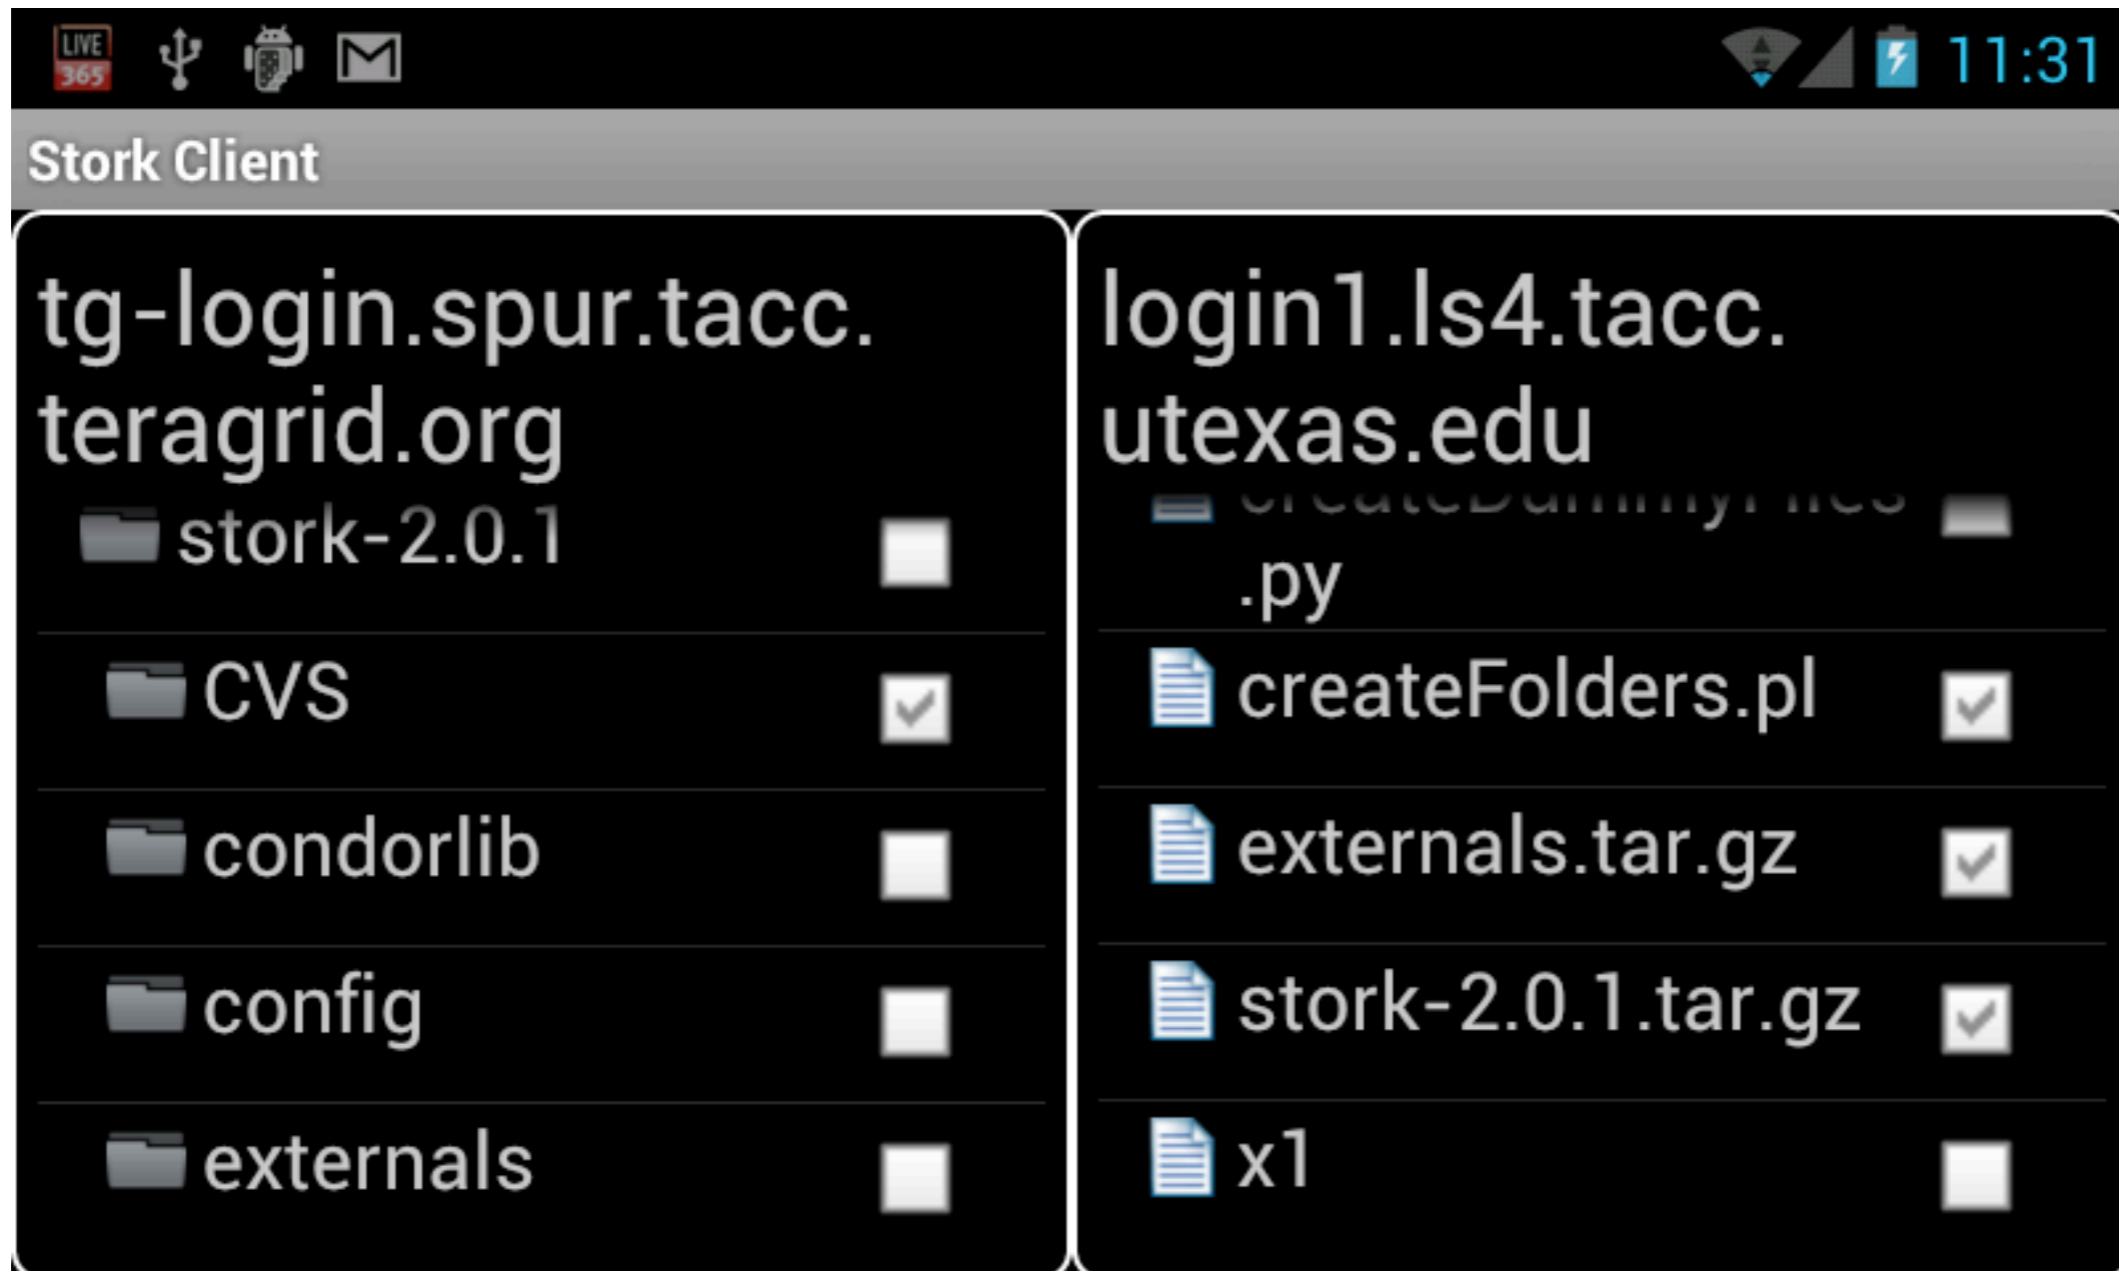 LIVE
365
11:31
Stork Client
tg-login.spur.tacc.
teragrid.org
stork-2.0.1
CVS
condorlib
config
externals
login1.ls4.tacc.
utexas.edu
createDummyFiles
.py
createFolders.pl
externals.tar.gz
stork-2.0.1.tar.gz
x1